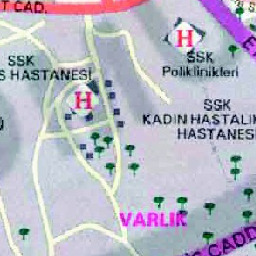 T CAD.
SSK
S HASTANESİ
H
H
SSK
Poliklinikleri
SSK
KADIN HASTALIK
HASTANESİ
VARLIK
CADD